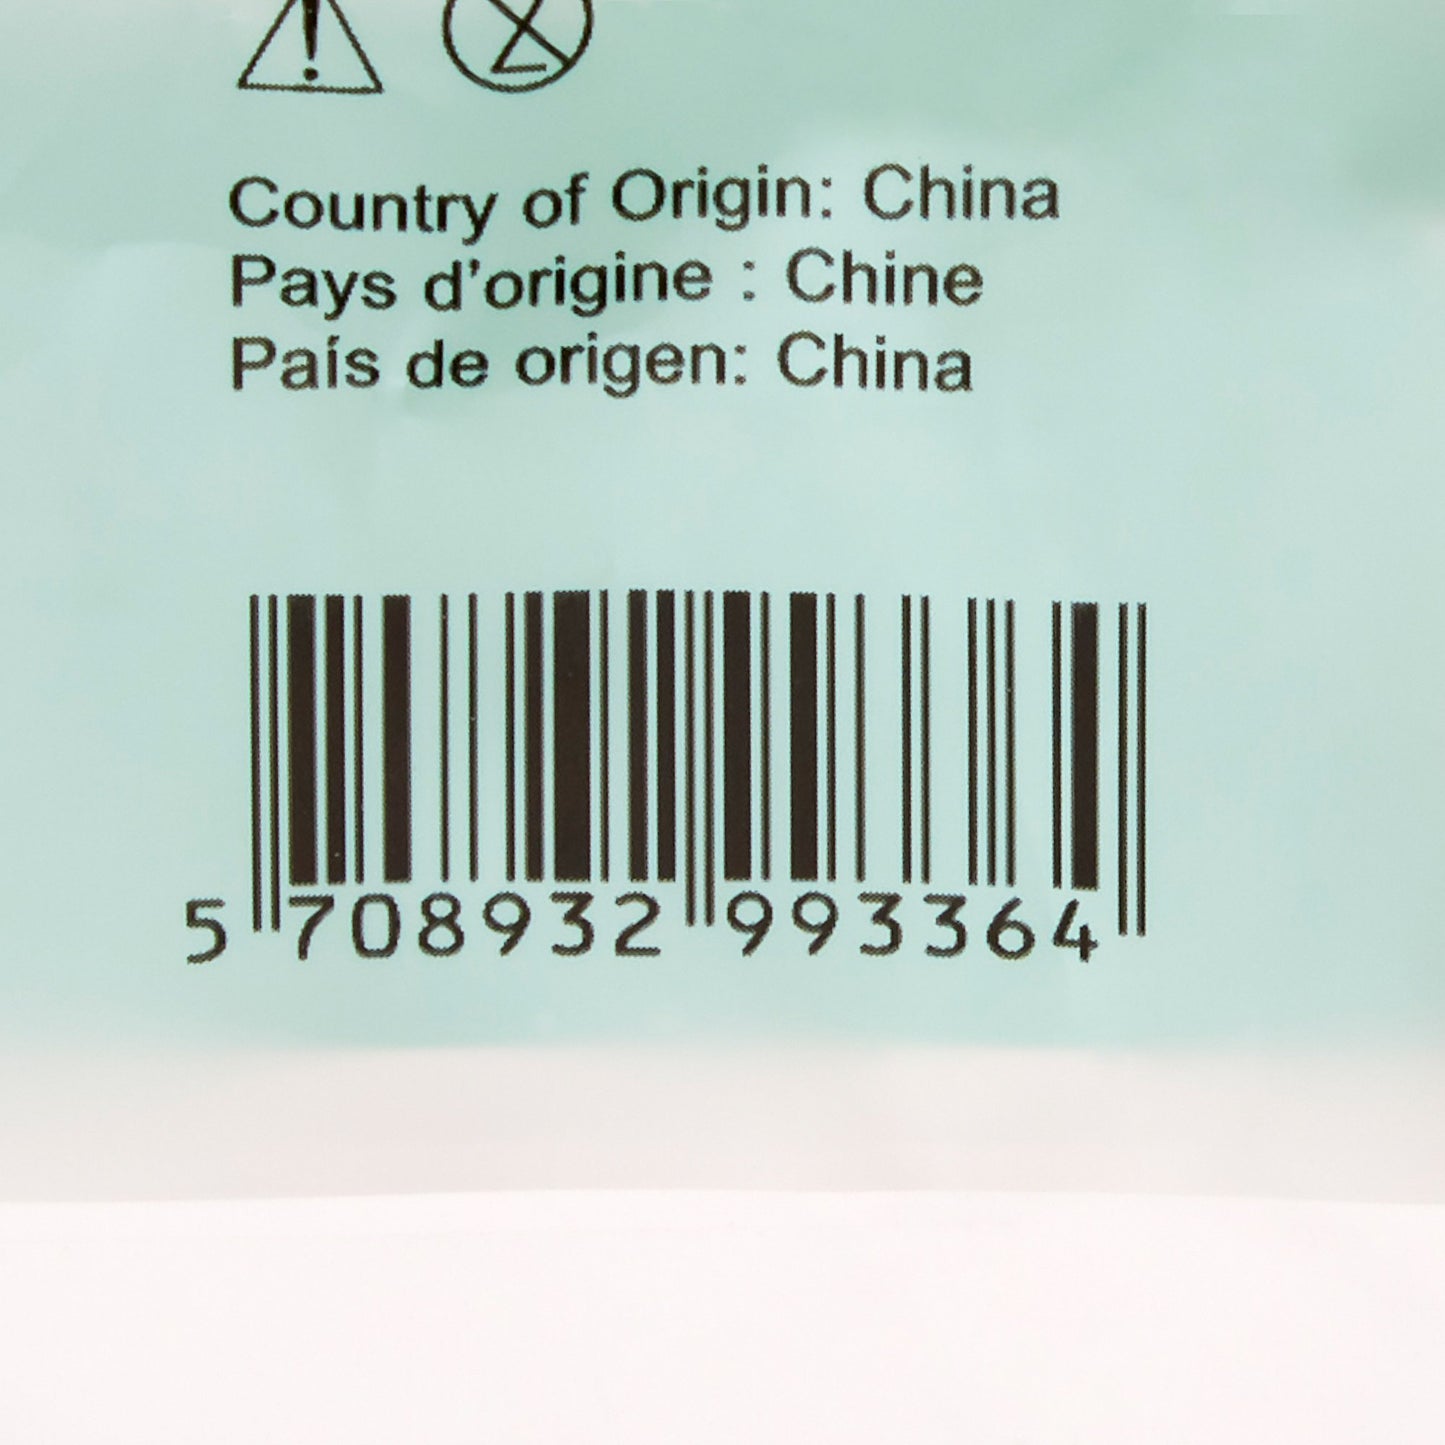 Country of Origin: China
Pays d'origine : Chine
País de origen: China
5 708932 993364